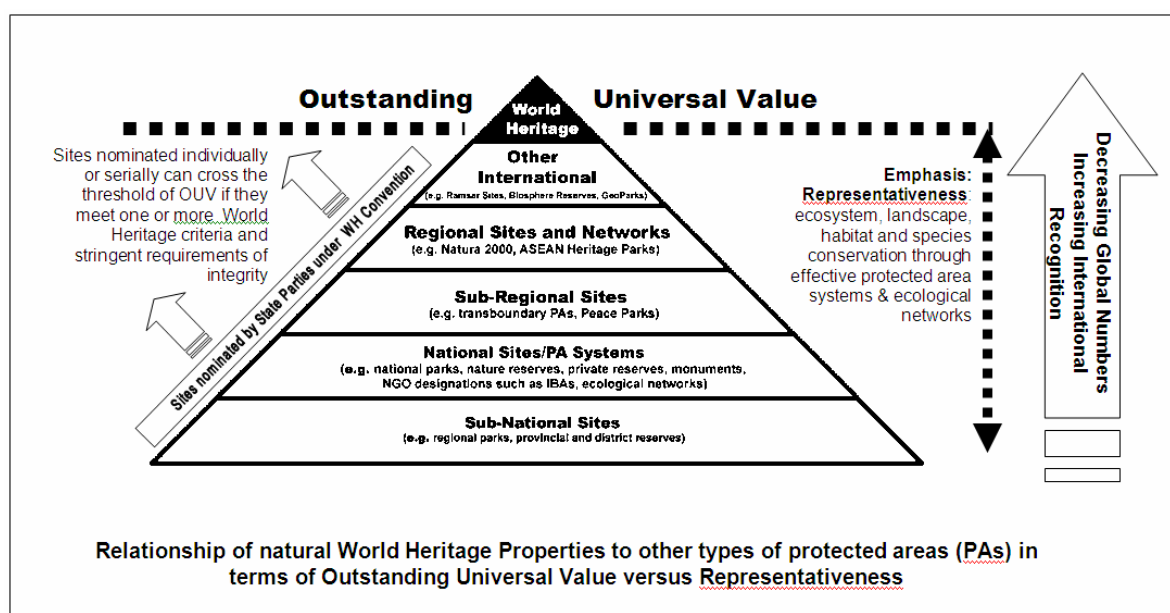 Outstanding Universal Value
World
Heritage
Sites nominated individually
or serially can cross the
threshold of OUV if they
meet one or more World
Heritage criteria and
stringent requirements of
integrity
Sites nominated by State Parties under WH Convention
Other
International
(e.g. Ramsar Sites, Biosphere Reserves, GeoParks)
Regional Sites and Networks
(e.g. Natura 2000, ASEAN Heritage Parks)
Sub-Regional Sites
(e.g. transboundary PAs, Peace Parks)
National Sites/PA Systems
(e.g. national parks, nature reserves, private reserves, monuments,
NGO designations such as IBAs, ecological networks)
Sub-National Sites
(e.g. regional parks, provincial and district reserves)
Emphasis:
Representativeness:
ecosystem, landscape,
habitat and species
conservation through
effective protected area
systems & ecological
networks
Decreasing Global Numbers
Increasing International
Recognition
Relationship of natural World Heritage Properties to other types of protected areas (PAs) in
terms of Outstanding Universal Value versus Representativeness